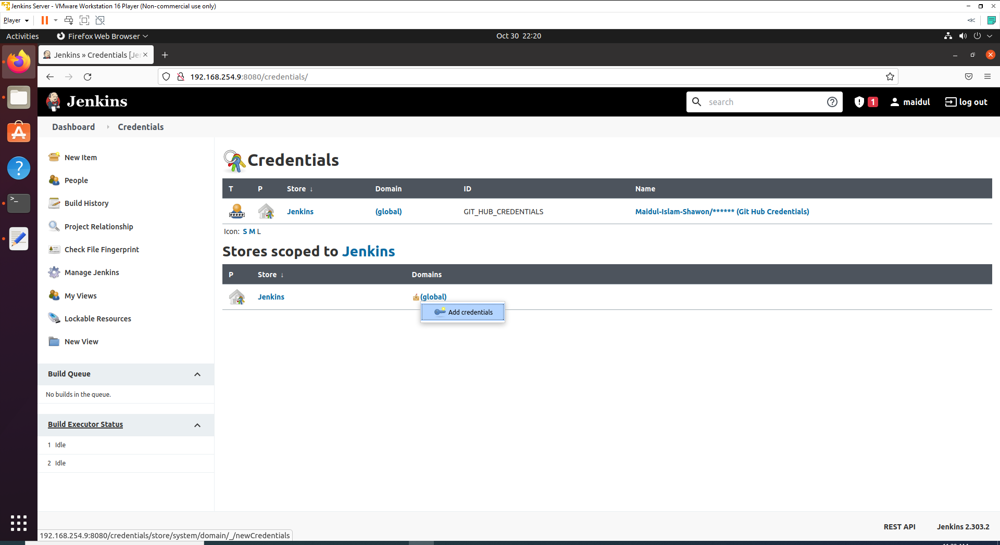 Jenkins Server - VMware Workstation 16 Player (Non-commercial use only)
Player
Activities
Firefox Web Browser
Oct 30 22:20
Jenkins » Credentials [Jer
192.168.254.9:8080/credentials/
Jenkins
search
1
maidul
log out
Dashboard
Credentials
New Item
People
Build History
Project Relationship
Check File Fingerprint
Manage Jenkins
My Views
Lockable Resources
New View
Build Queue
No builds in the queue.
Build Executor Status
1 Idle
2 Idle
Credentials
T P Store ↓ Domain ID Name
Jenkins (global) GIT_HUB_CREDENTIALS Maidul-Islam-Shawon/****** (Git Hub Credentials)
Icon: S M L
Stores scoped to Jenkins
P Store ↓ Domains
Jenkins (global)
Add credentials
REST API Jenkins 2.303.2
192.168.254.9:8080/credentials/store/system/domain/_/newCredentials